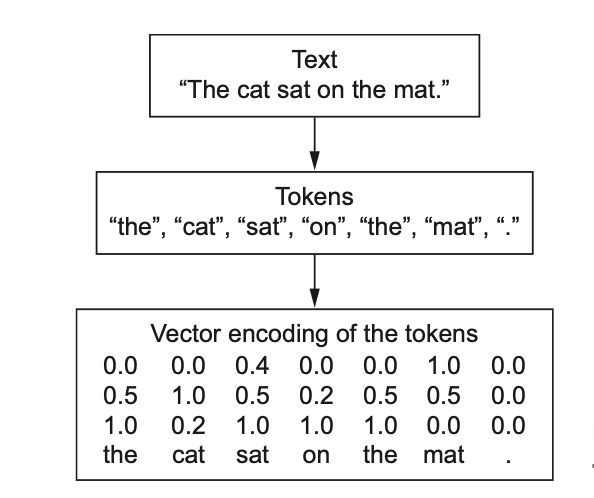 Text
“The cat sat on the mat.”
Tokens
“the”, “cat”, “sat”, “on”, “the”, “mat”, “.”
Vector encoding of the tokens
0.0 0.0 0.4 0.0 0.0 1.0 0.0
0.5 1.0 0.5 0.2 0.5 0.5 0.0
1.0 0.2 1.0 1.0 1.0 0.0 0.0
the cat sat on the mat .